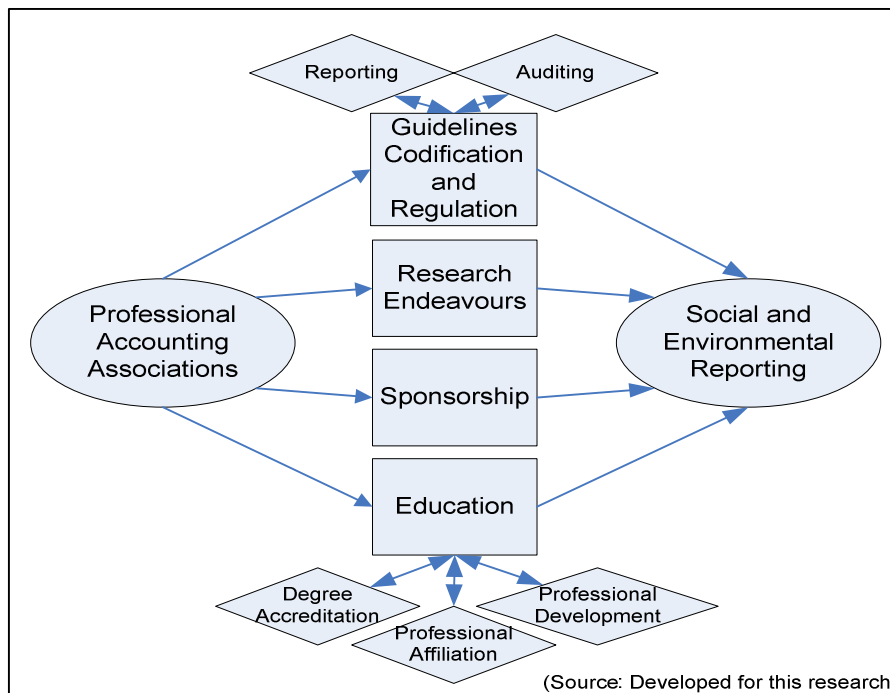 Reporting
Auditing
Guidelines
Codification
and
Regulation
Research
Endeavours
Professional
Accounting
Associations
Social and
Environmental
Reporting
Sponsorship
Education
Degree
Accreditation
Professional
Affiliation
Professional
Development
(Source: Developed for this research